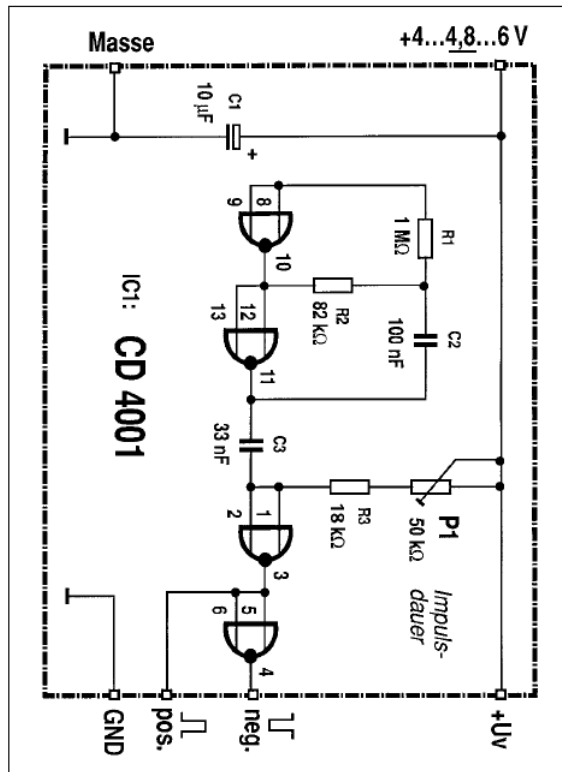 Masse
+4...4,8...6 V
C1
10 µF
+
9
8
10
R1
1 MΩ
IC1:
CD 4001
13
12
11
R2
82 kΩ
C2
100 nF
C3
33 nF
2
1
3
R3
18 kΩ
P1
50 kΩ
Impuls-
dauer
6
5
4
GND
pos.
neg.
+Uv